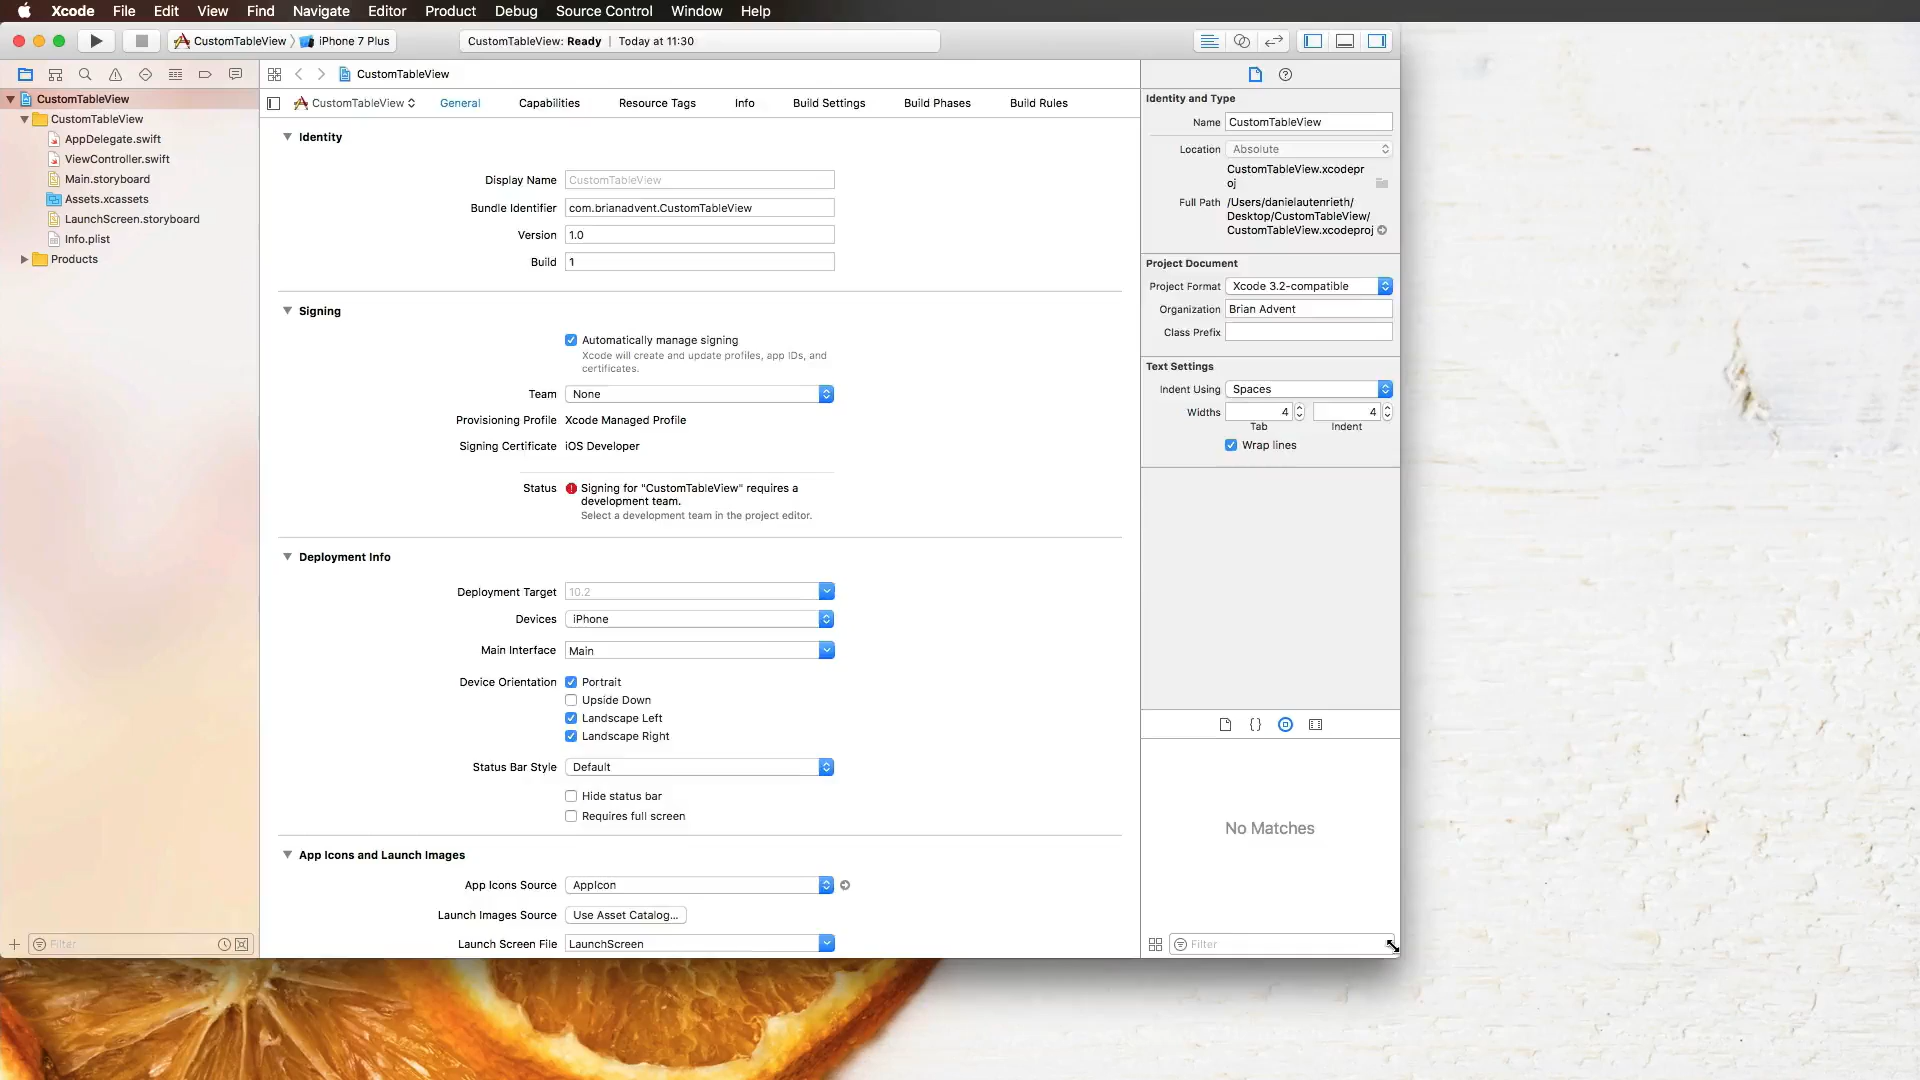 Xcode File Edit View Find Navigate Editor Product Debug Source Control Window Help
CustomTableView iPhone 7 Plus
CustomTableView: Ready | Today at 11:30
CustomTableView
CustomTableView
AppDelegate.swift
ViewController.swift
Main.storyboard
Assets.xcassets
LaunchScreen.storyboard
Info.plist
Products
Filter
CustomTableView
CustomTableView General Capabilities Resource Tags Info Build Settings Build Phases Build Rules
Identity
Display Name CustomTableView
Bundle Identifier com.brianadvent.CustomTableView
Version 1.0
Build 1
Signing
Automatically manage signing
Xcode will create and update profiles, app IDs, and
certificates.
Team None
Provisioning Profile Xcode Managed Profile
Signing Certificate iOS Developer
Status Signing for "CustomTableView" requires a
development team.
Select a development team in the project editor.
Deployment Info
Deployment Target 10.2
Devices iPhone
Main Interface Main
Device Orientation Portrait
Upside Down
Landscape Left
Landscape Right
Status Bar Style Default
Hide status bar
Requires full screen
App Icons and Launch Images
App Icons Source AppIcon
Launch Images Source Use Asset Catalog...
Launch Screen File LaunchScreen
Identity and Type
Name CustomTableView
Location Absolute
CustomTableView.xcodepr
oj
Full Path /Users/danielautenrieth/
Desktop/CustomTableView/
CustomTableView.xcodeproj
Project Document
Project Format Xcode 3.2-compatible
Organization Brian Advent
Class Prefix
Text Settings
Indent Using Spaces
Widths 4 4
Tab Indent
Wrap lines
{ }
No Matches
Filter